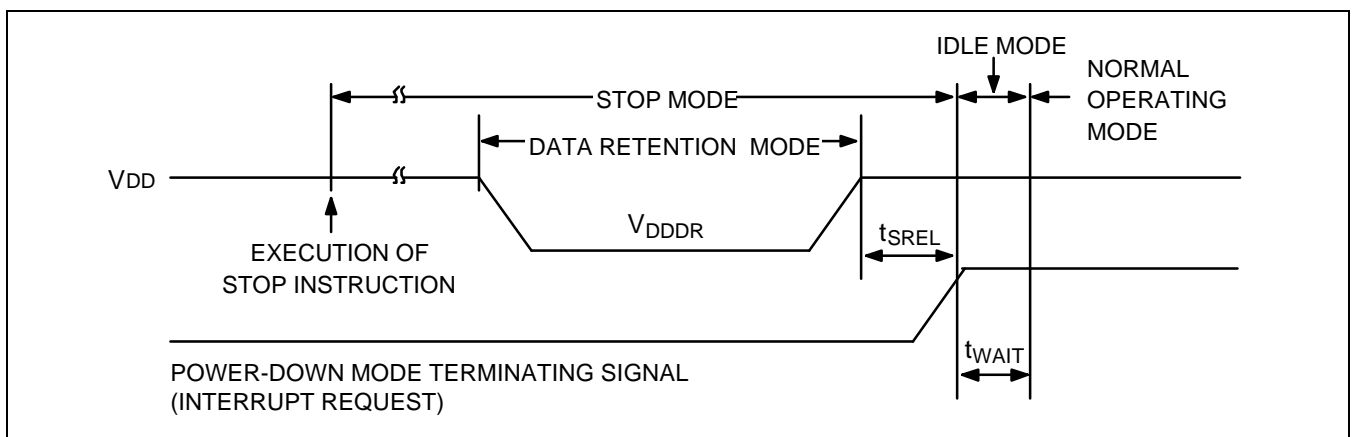 IDLE MODE
NORMAL
OPERATING
MODE
STOP MODE
DATA RETENTION MODE
VDD
VDDDR
tSREL
EXECUTION OF
STOP INSTRUCTION
tWAIT
POWER-DOWN MODE TERMINATING SIGNAL
(INTERRUPT REQUEST)